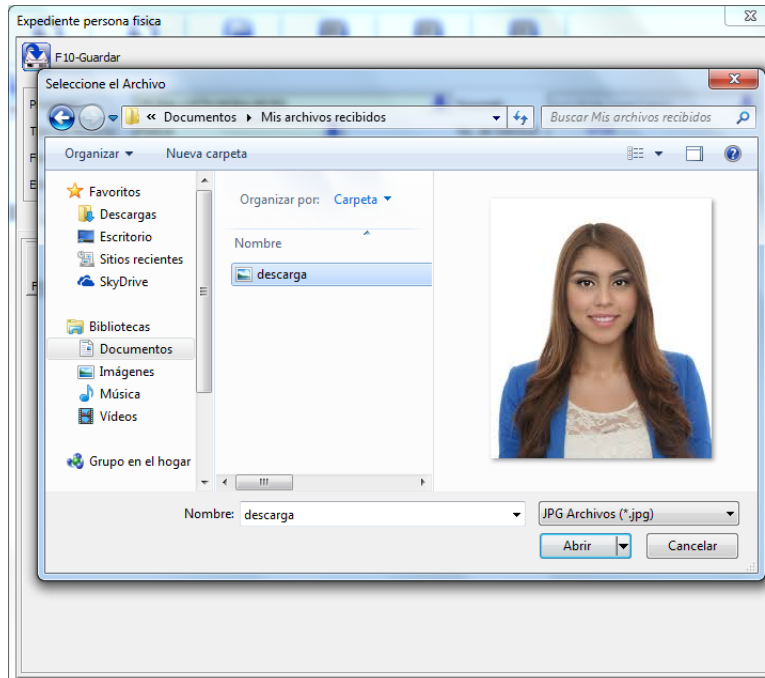 Expediente persona fisica
F10-Guardar
Seleccione el Archivo
« Documentos ▸ Mis archivos recibidos
Buscar Mis archivos recibidos
Organizar
Nueva carpeta
Favoritos
Descargas
Escritorio
Sitios recientes
SkyDrive
Bibliotecas
Documentos
Imágenes
Música
Vídeos
Grupo en el hogar
Organizar por: Carpeta
Nombre
descarga
Nombre: descarga
JPG Archivos (*.jpg)
Abrir
Cancelar